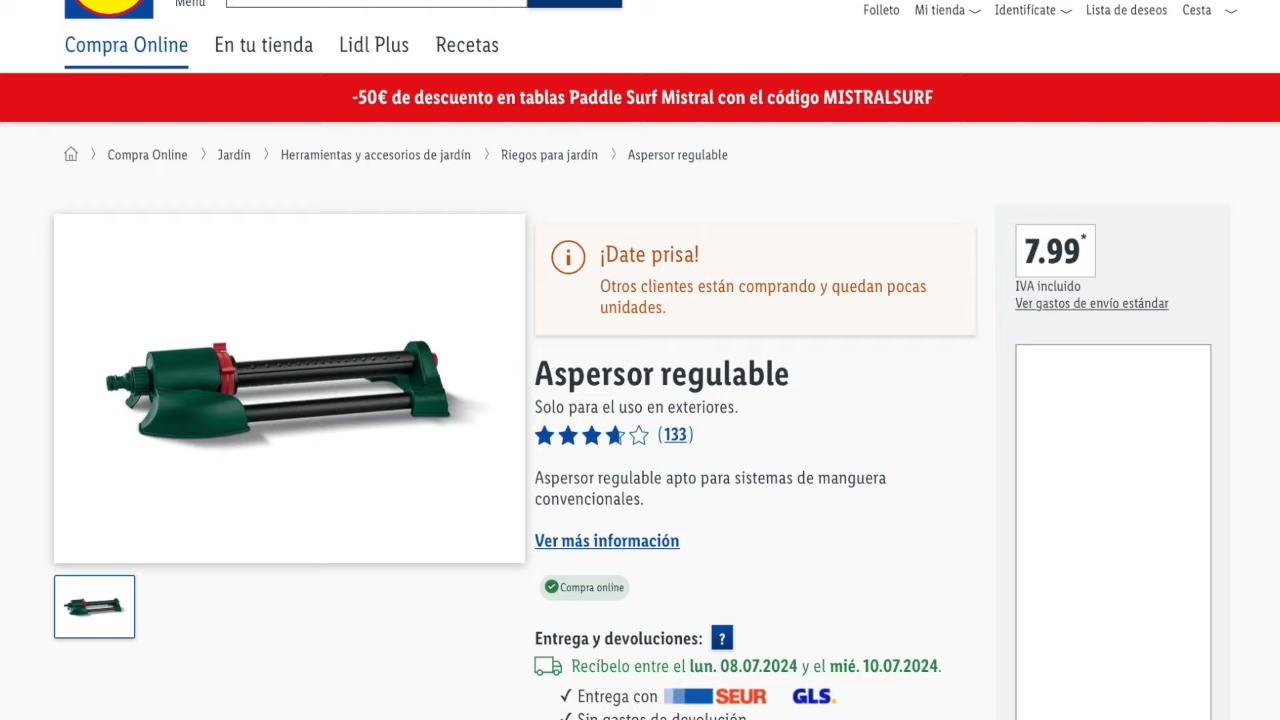 Menú
Folleto
Mi tienda
Identifícate
Lista de deseos
Cesta
Compra Online
En tu tienda
Lidl Plus
Recetas
-50€ de descuento en tablas Paddle Surf Mistral con el código MISTRALSURF
Compra Online
Jardín
Herramientas y accesorios de jardín
Riegos para jardín
Aspersor regulable
¡Date prisa!
Otros clientes están comprando y quedan pocas
unidades.
7.99*
IVA incluido
Ver gastos de envío estándar
Aspersor regulable
Solo para el uso en exteriores.
(133)
Aspersor regulable apto para sistemas de manguera
convencionales.
Ver más información
Compra online
Entrega y devoluciones: ?
Recíbelo entre el lun. 08.07.2024 y el mié. 10.07.2024.
✓ Entrega con SEUR GLS.
✓ Sin gastos de devolución